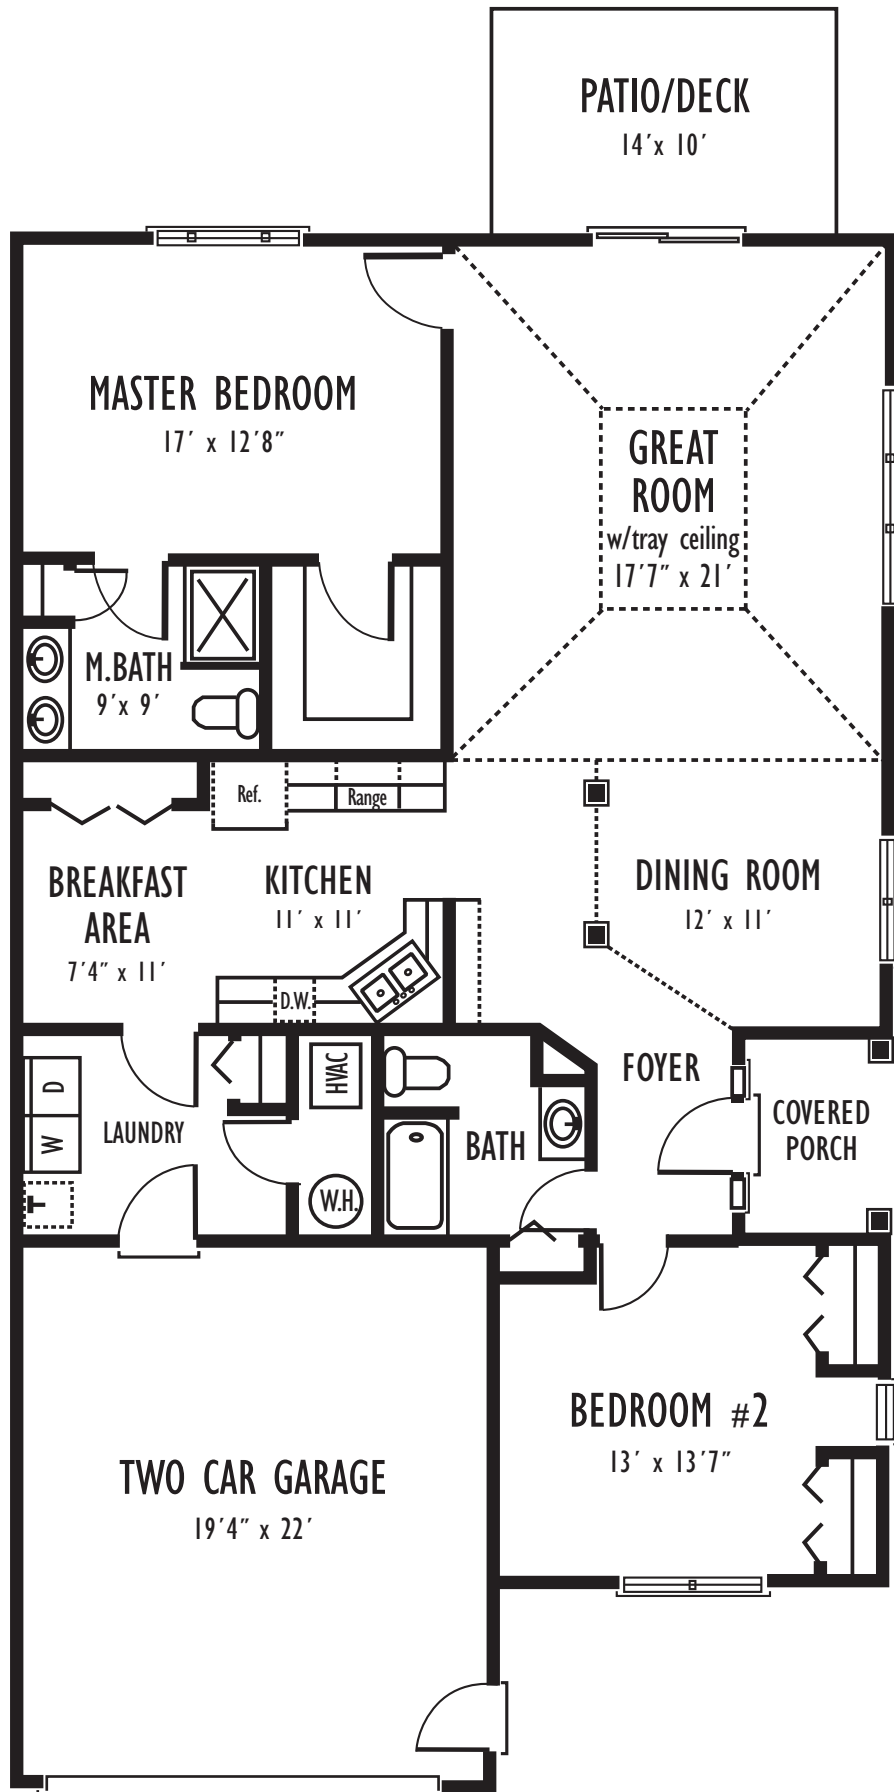 PATIO/DECK
14′x 10′
MASTER BEDROOM
17′ x 12′8″
GREAT
ROOM
w/tray ceiling
17′7″ x 21′
M.BATH
9′x 9′
Ref.
Range
BREAKFAST
AREA
7′4″ x 11′
KITCHEN
11′ x 11′
DINING ROOM
12′ x 11′
D.W.
D
W
LAUNDRY
HVAC
W.H.
BATH
FOYER
COVERED
PORCH
BEDROOM #2
13′ x 13′7″
TWO CAR GARAGE
19′4″ x 22′